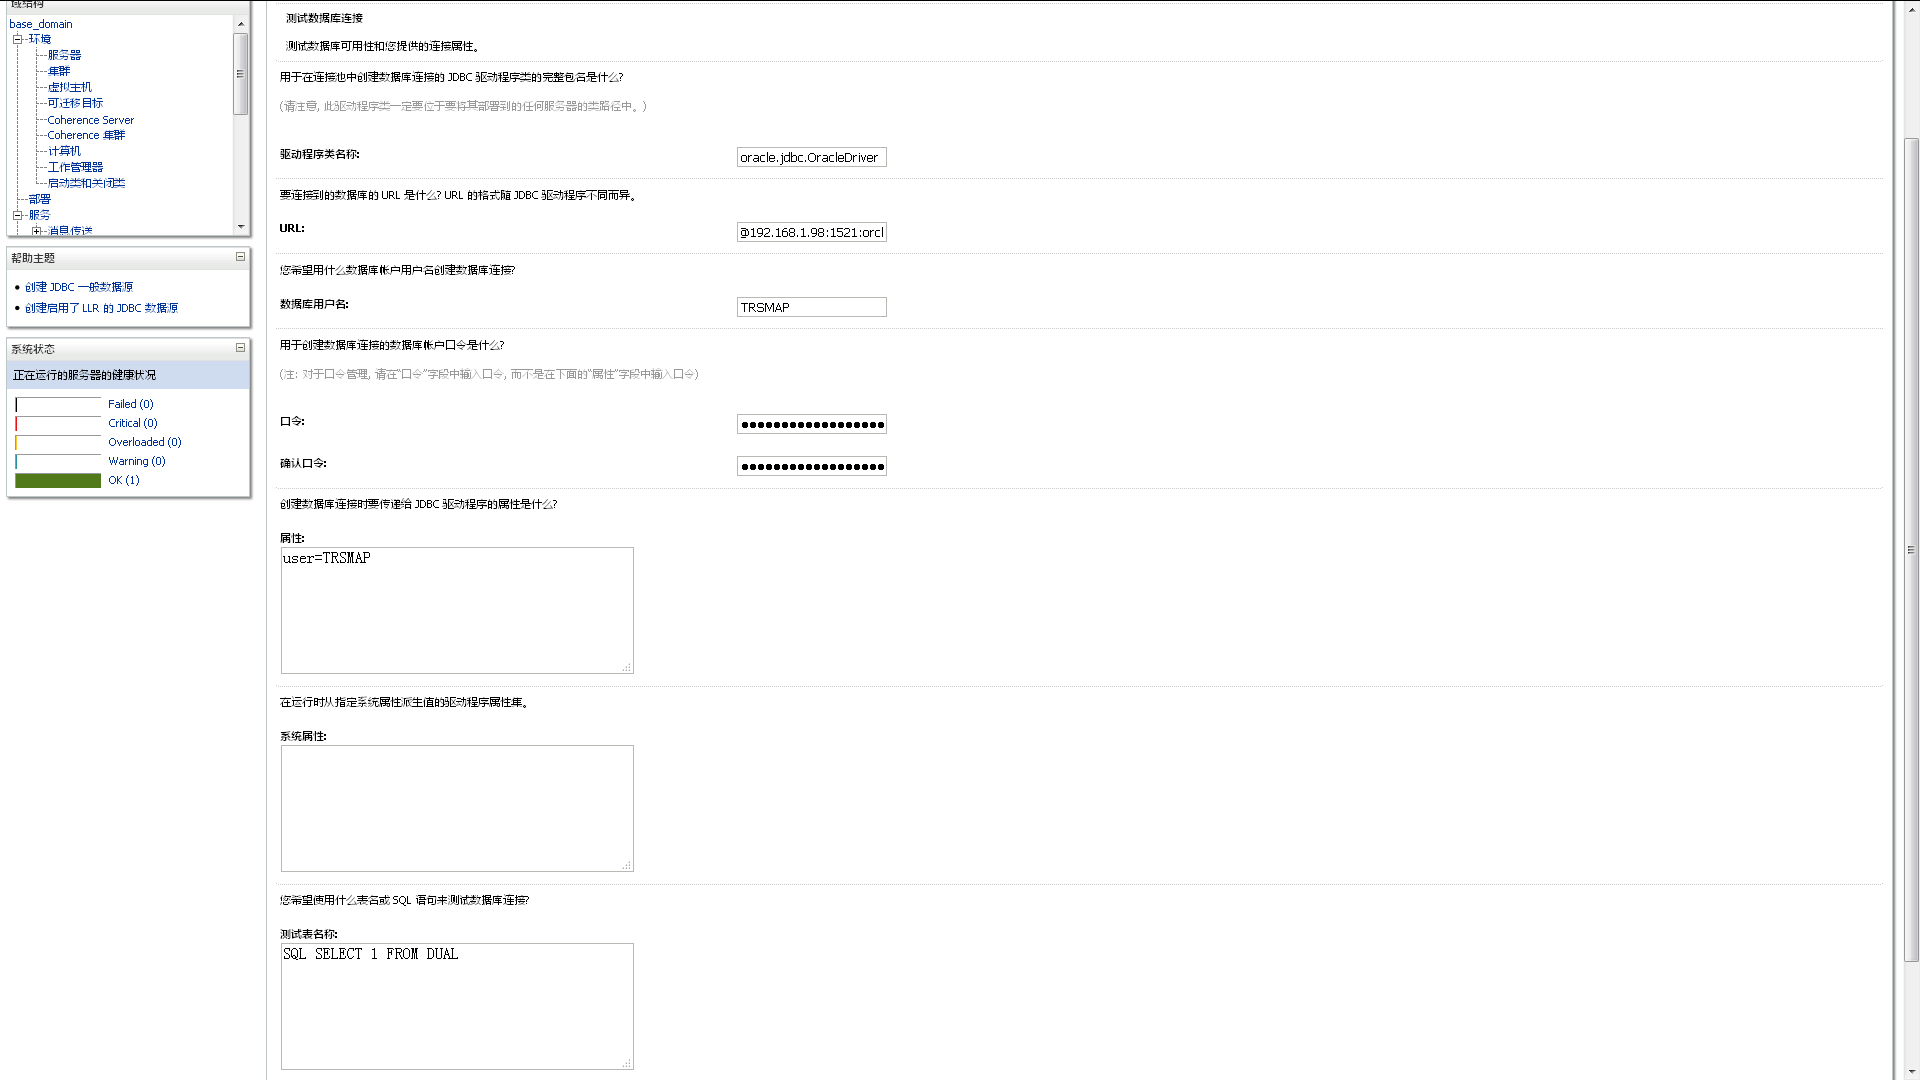 域结构
base_domain
环境
服务器
集群
虚拟主机
可迁移目标
Coherence Server
Coherence 集群
计算机
工作管理器
启动类和关闭类
部署
服务
消息传送
帮助主题
创建 JDBC 一般数据源
创建启用了 LLR 的 JDBC 数据源
系统状态
正在运行的服务器的健康状况
Failed (0)
Critical (0)
Overloaded (0)
Warning (0)
OK (1)
测试数据库连接
测试数据库可用性和您提供的连接属性。
用于在连接池中创建数据库连接的 JDBC 驱动程序类的完整包名是什么?
(请注意, 此驱动程序类一定要位于要将其部署到的任何服务器的类路径中。)
驱动程序类名称:
oracle.jdbc.OracleDriver
要连接到的数据库的 URL 是什么? URL 的格式随 JDBC 驱动程序不同而异。
URL:
@192.168.1.98:1521:orcl
您希望用什么数据库帐户用户名创建数据库连接?
数据库用户名:
TRSMAP
用于创建数据库连接的数据库帐户口令是什么?
(注: 对于口令管理, 请在“口令”字段中输入口令, 而不是在下面的“属性”字段中输入口令)
口令:
●●●●●●●●●●●●●●●●●●
确认口令:
●●●●●●●●●●●●●●●●●●
创建数据库连接时要传递给 JDBC 驱动程序的属性是什么?
属性:
user=TRSMAP
在运行时从指定系统属性派生值的驱动程序属性集。
系统属性:
您希望使用什么表名或 SQL 语句来测试数据库连接?
测试表名称:
SQL SELECT 1 FROM DUAL